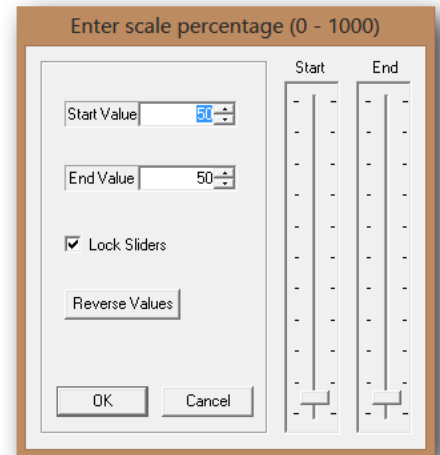 Enter scale percentage (0 - 1000)
Start End
Start Value 50
End Value 50
Lock Sliders
Reverse Values
OK Cancel